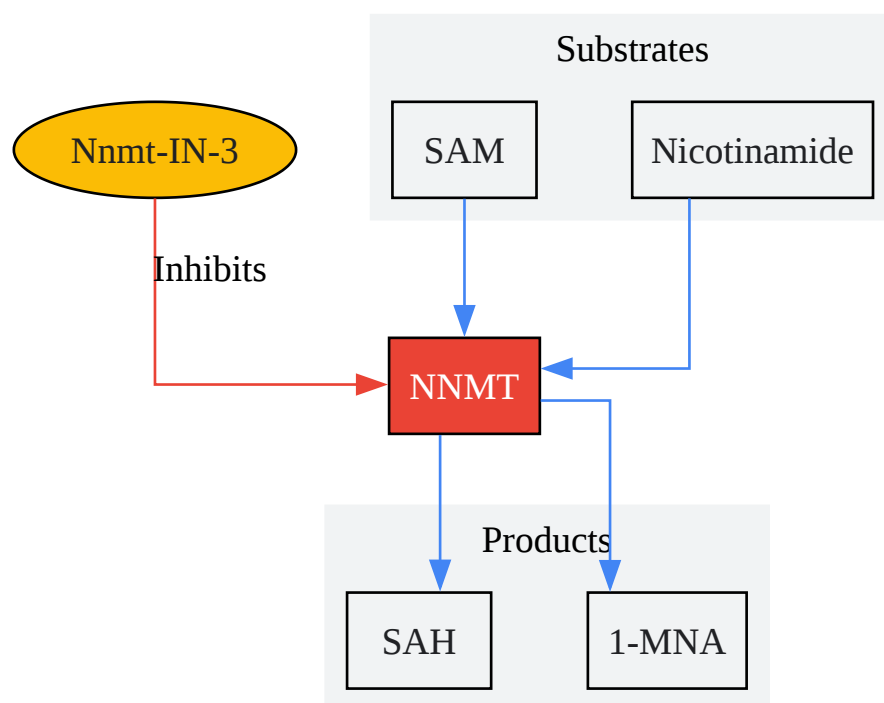 Substrates
Nnmt-IN-3
SAM
Nicotinamide
Inhibits
NNMT
Products
SAH
1-MNA